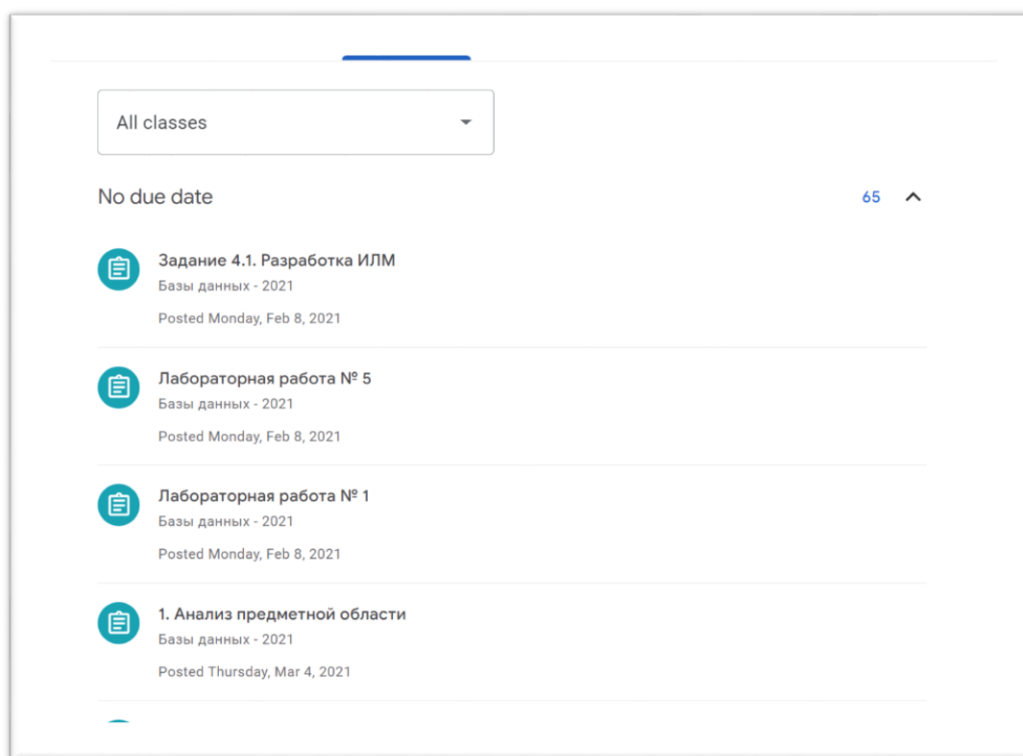 All classes
No due date 65
Задание 4.1. Разработка ИЛМ
Базы данных - 2021
Posted Monday, Feb 8, 2021
Лабораторная работа № 5
Базы данных - 2021
Posted Monday, Feb 8, 2021
Лабораторная работа № 1
Базы данных - 2021
Posted Monday, Feb 8, 2021
1. Анализ предметной области
Базы данных - 2021
Posted Thursday, Mar 4, 2021